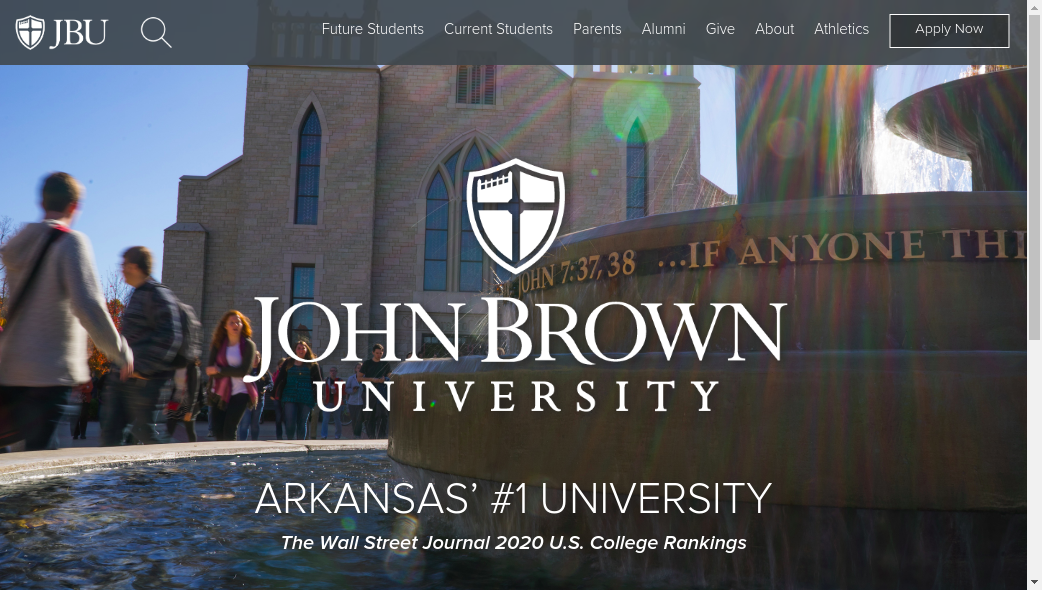 JBU
Future Students Current Students Parents Alumni Give About Athletics Apply Now
JOHN 7:37, 38 ...IF ANYONE THI
JOHN BROWN
UNIVERSITY
ARKANSAS’ #1 UNIVERSITY
The Wall Street Journal 2020 U.S. College Rankings